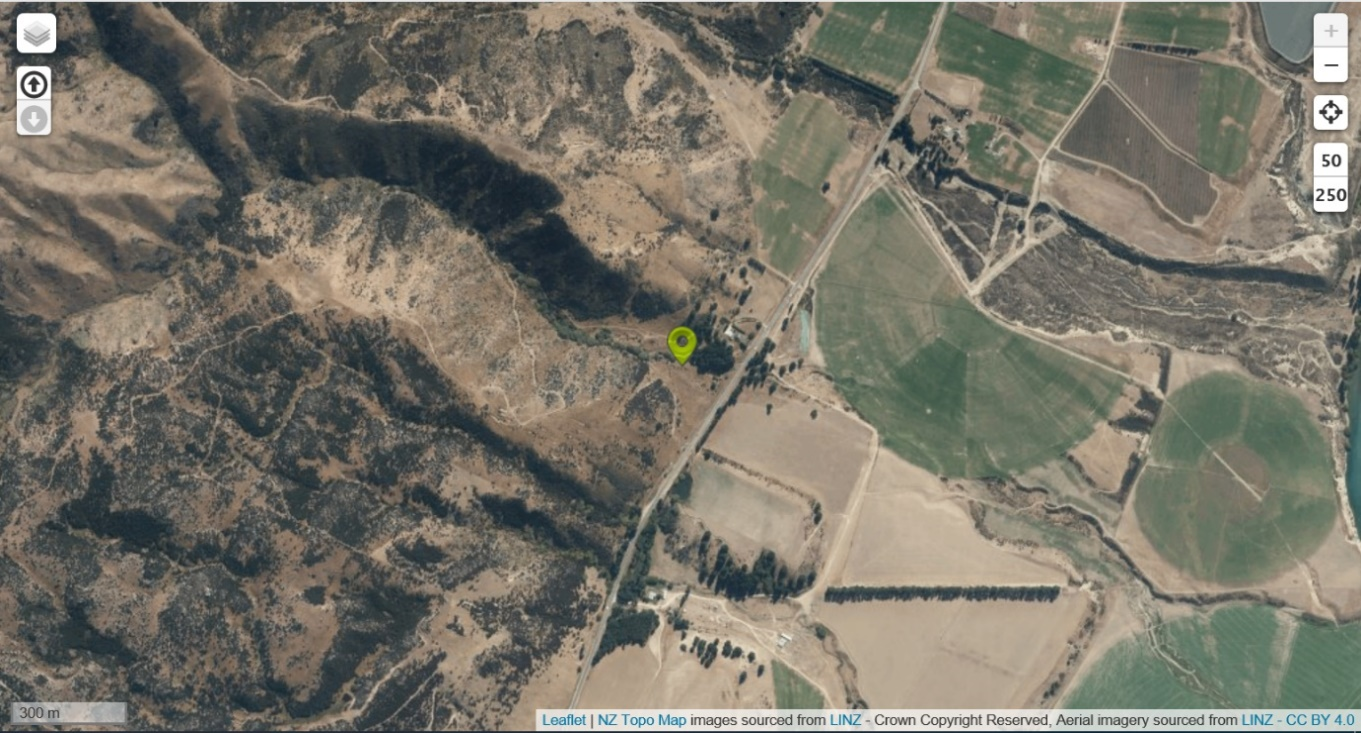 +
−
50
250
300 m
Leaflet | NZ Topo Map images sourced from LINZ - Crown Copyright Reserved, Aerial imagery sourced from LINZ - CC BY 4.0